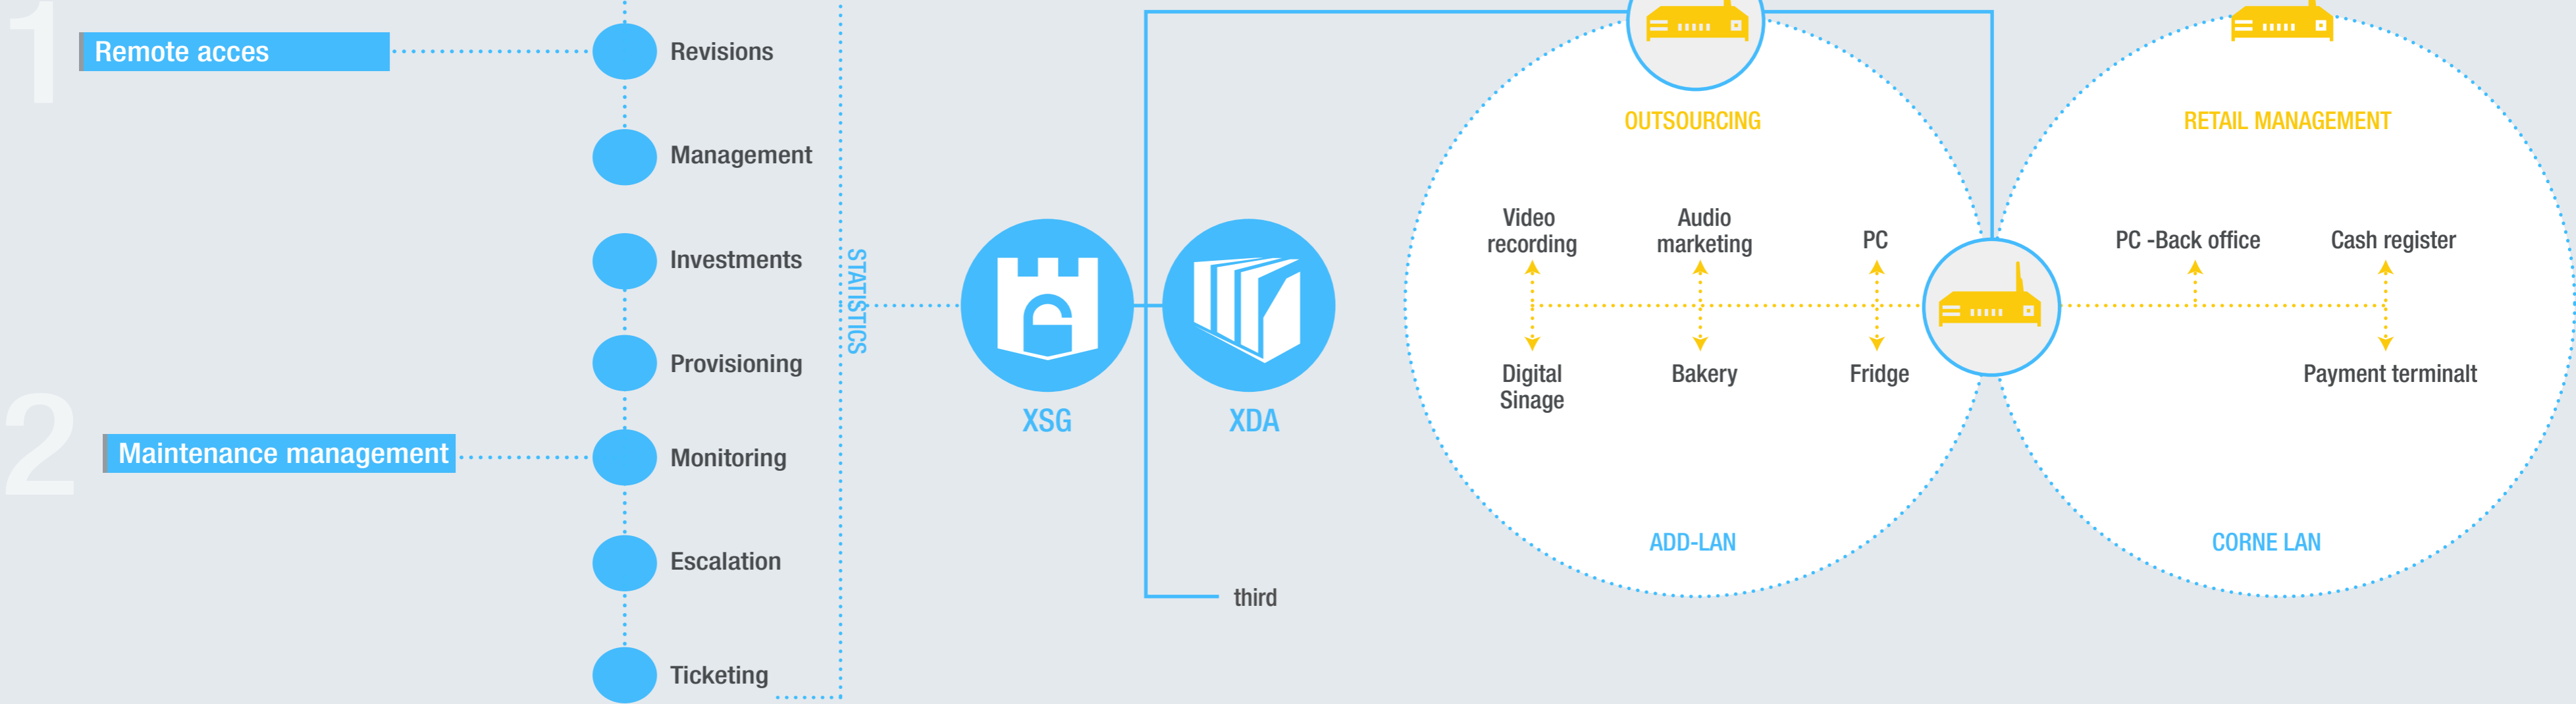 1
Remote acces
Revisions
Management
Investments
Provisioning
2
Maintenance management
Monitoring
Escalation
Ticketing
STATISTICS
XSG
XDA
third
OUTSOURCING
Video
recording
Audio
marketing
PC
Digital
Sinage
Bakery
Fridge
ADD-LAN
RETAIL MANAGEMENT
PC -Back office
Cash register
Payment terminalt
CORNE LAN